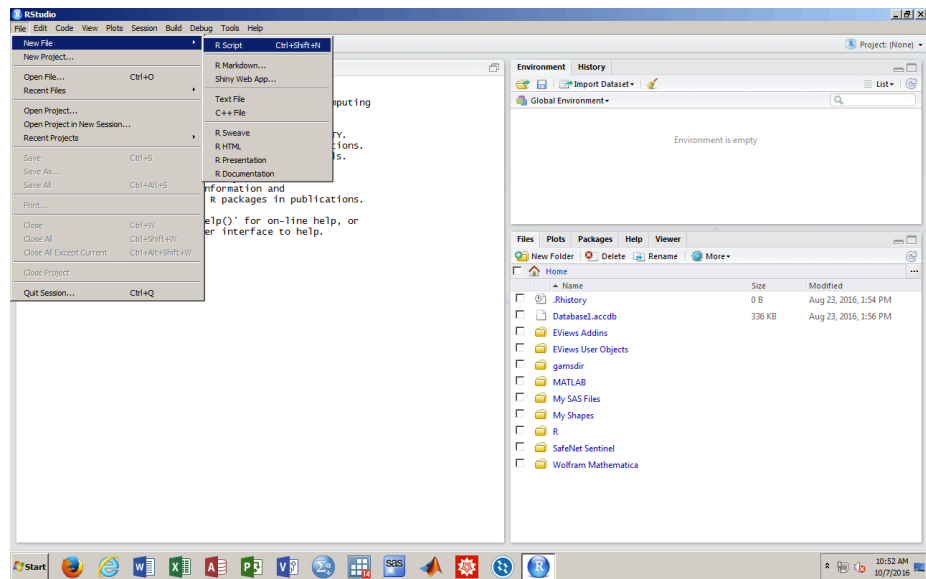 RStudio
File Edit Code View Plots Session Build Debug Tools Help
Project: (None)
New File
New Project...
Open File... Ctrl+O
Recent Files
Open Project...
Open Project in New Session...
Recent Projects
Save Ctrl+S
Save As...
Save All Ctrl+Alt+S
Print...
Close Ctrl+W
Close All Ctrl+Shift+W
Close All Except Current Ctrl+Alt+Shift+W
Close Project
Quit Session... Ctrl+Q
R Script Ctrl+Shift+N
R Markdown...
Shiny Web App...
Text File
C++ File
R Sweave
R HTML
R Presentation
R Documentation
mputing
TY.
tions.
ls.
nformation and
R packages in publications.
elp()' for on-line help, or
er interface to help.
Environment History
Import Dataset List
Global Environment
Environment is empty
Files Plots Packages Help Viewer
New Folder Delete Rename More
Home
Name Size Modified
.Rhistory 0 B Aug 23, 2016, 1:54 PM
Database1.accdb 336 KB Aug 23, 2016, 1:56 PM
EViews Addins
EViews User Objects
gamsdir
MATLAB
My SAS Files
My Shapes
R
SafeNet Sentinel
Wolfram Mathematica
Start
sas
10:52 AM
10/7/2016